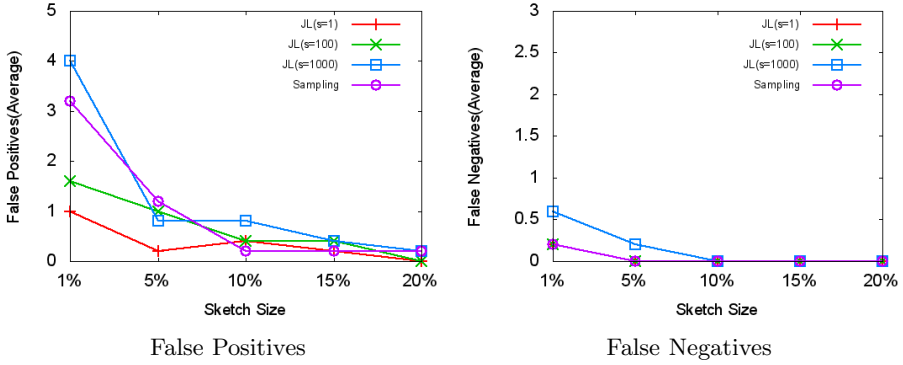 5
4
3
2
1
0
1% 5% 10% 15% 20%
False Positives(Average)
Sketch Size
JL(s=1)
JL(s=100)
JL(s=1000)
Sampling
False Positives
3
2.5
2
1.5
1
0.5
0
1% 5% 10% 15% 20%
False Negatives(Average)
Sketch Size
JL(s=1)
JL(s=100)
JL(s=1000)
Sampling
False Negatives